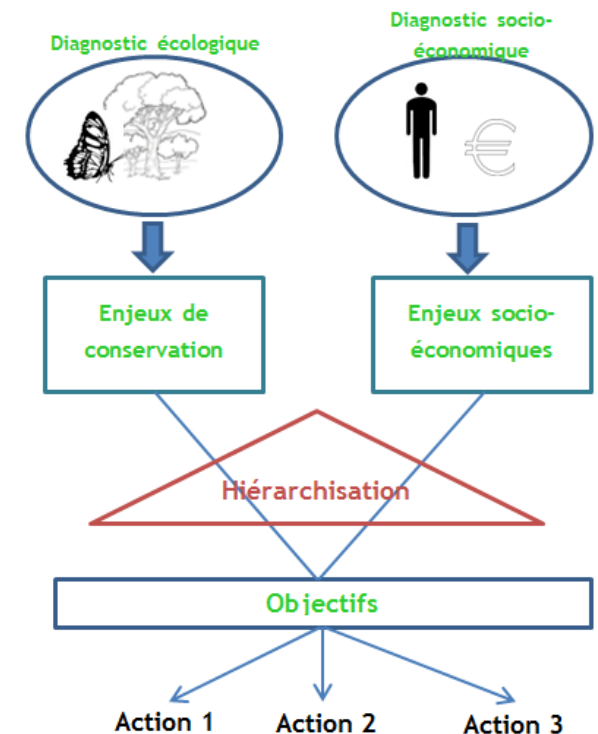 Diagnostic écologique
Diagnostic socio-
économique
€
Enjeux de
conservation
Enjeux socio-
économiques
Hiérarchisation
Objectifs
Action 1
Action 2
Action 3